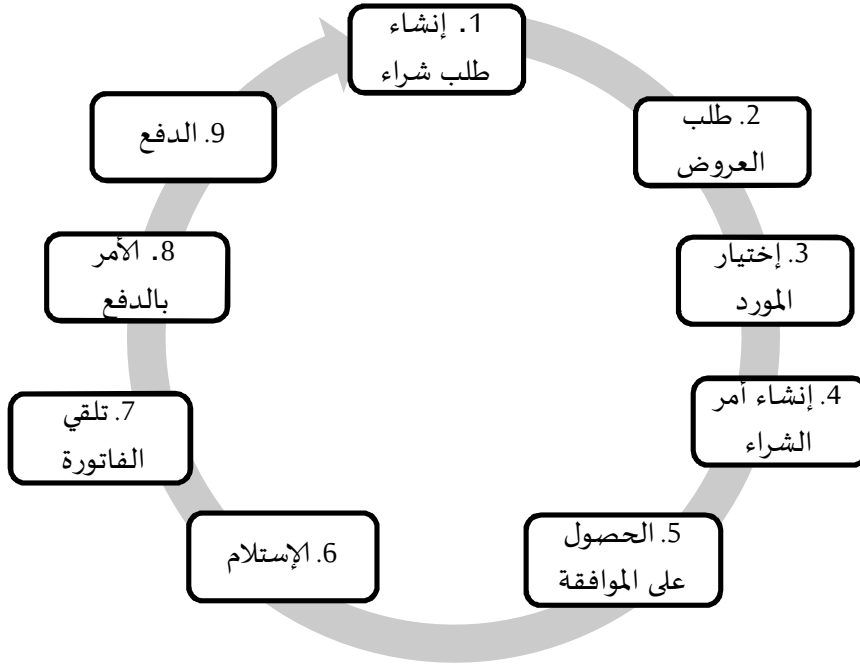 1. إنشاء
طلب شراء
2. طلب
العروض
3. إختيار
المورد
4. إنشاء أمر
الشراء
5. الحصول
على الموافقة
6. الإستلام
7. تلقي
الفاتورة
8. الأمر
بالدفع
9. الدفع